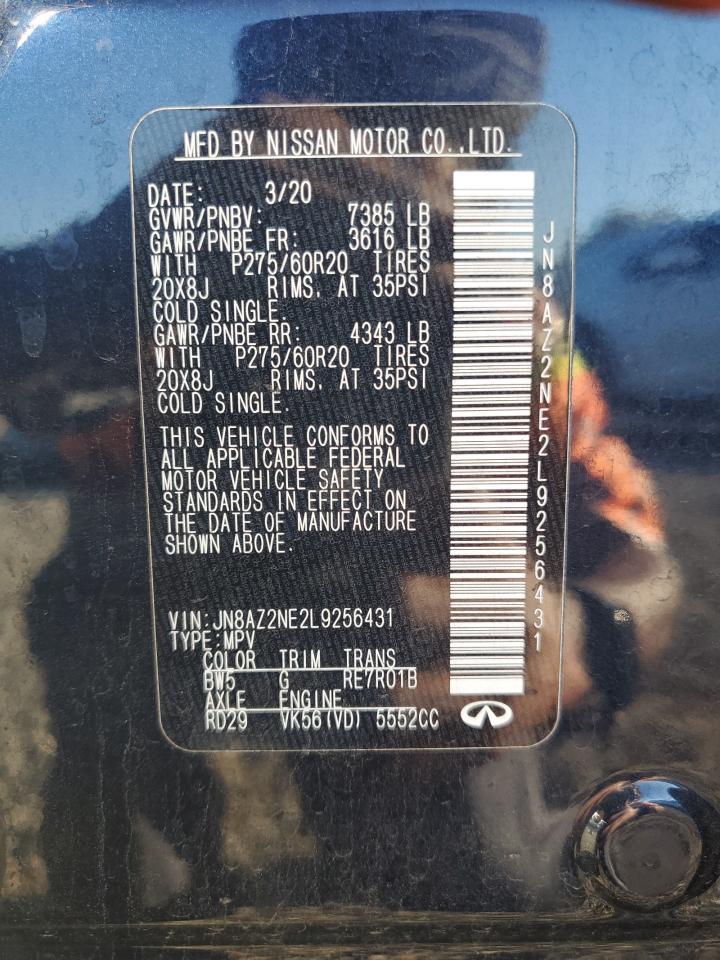 MFD BY NISSAN MOTOR CO.,LTD.
DATE: 3/20
GVWR/PNBV: 7385 LB
GAWR/PNBE FR: 3616 LB
WITH P275/60R20 TIRES
20X8J RIMS, AT 35PSI
COLD SINGLE.
GAWR/PNBE RR: 4343 LB
WITH P275/60R20 TIRES
20X8J RIMS, AT 35PSI
COLD SINGLE.
THIS VEHICLE CONFORMS TO
ALL APPLICABLE FEDERAL
MOTOR VEHICLE SAFETY
STANDARDS IN EFFECT ON
THE DATE OF MANUFACTURE
SHOWN ABOVE.
VIN:JN8AZ2NE2L9256431
TYPE:MPV
COLOR TRIM TRANS
BW5 G RE7R01B
AXLE ENGINE
RD29 VK56(VD) 5552CC
JN8AZ2NE2L9256431